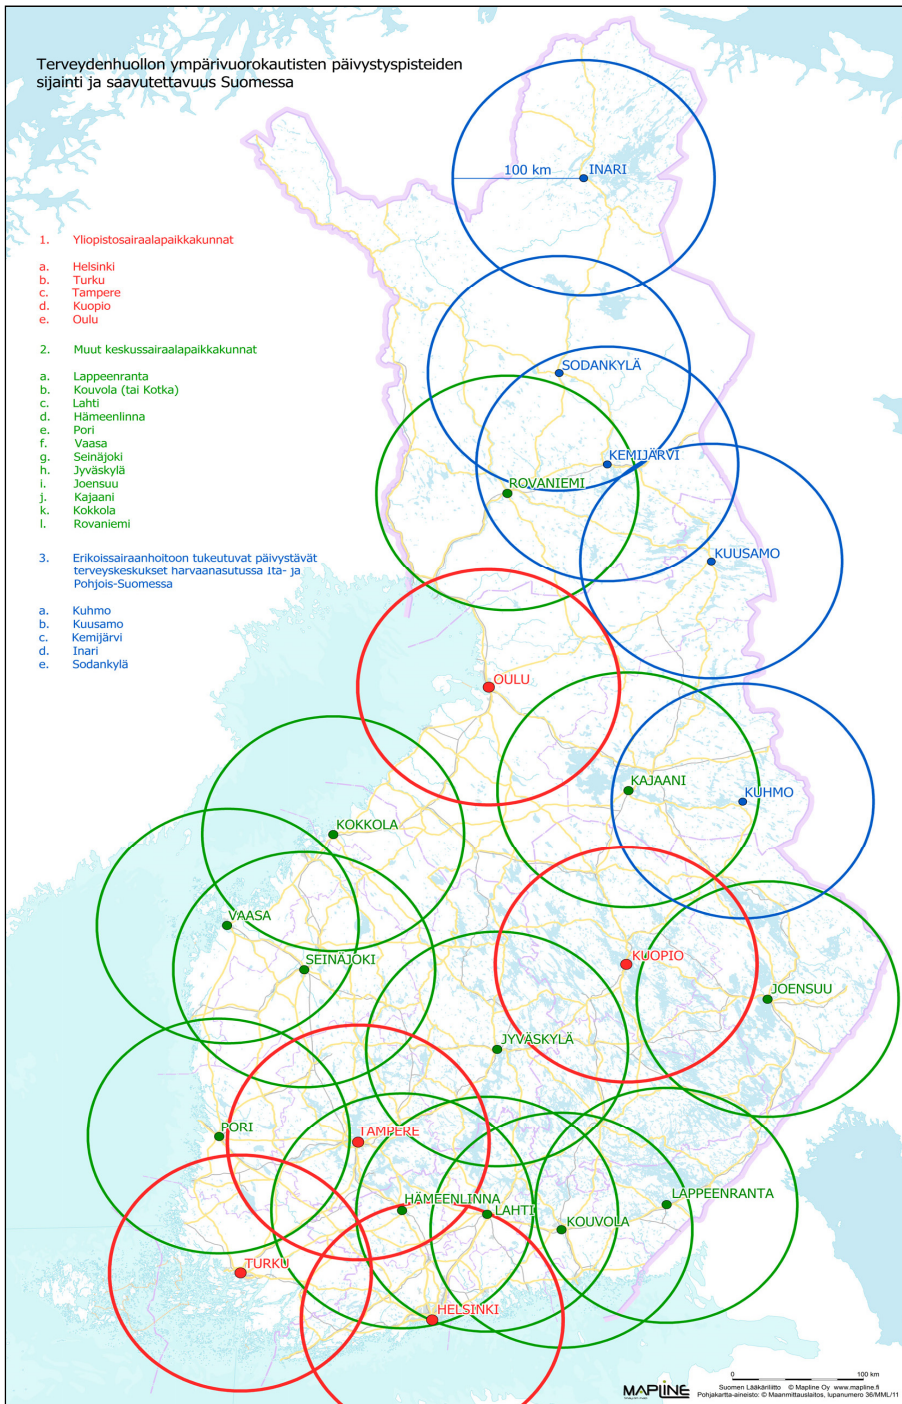 Terveydenhuollon ympärivuorokautisten päivystyspisteiden
sijainti ja saavutettavuus Suomessa
100 km
INARI
1. Yliopistosairaalapaikkakunnat
a. Helsinki
b. Turku
c. Tampere
d. Kuopio
e. Oulu
2. Muut keskussairaalapaikkakunnat
a. Lappeenranta
b. Kouvola (tai Kotka)
c. Lahti
d. Hämeenlinna
e. Pori
f. Vaasa
g. Seinäjoki
h. Jyväskylä
i. Joensuu
j. Kajaani
k. Kokkola
l. Rovaniemi
3. Erikoissairaanhoitoon tukeutuvat päivystävät
terveyskeskukset harvaanasutussa Itä- ja
Pohjois-Suomessa
a. Kuhmo
b. Kuusamo
c. Kemijärvi
d. Inari
e. Sodankylä
SODANKYLÄ
KEMIJÄRVI
ROVANIEMI
KUUSAMO
OULU
KAJAANI
KUHMO
KOKKOLA
VAASA
SEINÄJOKI
KUOPIO
JOENSUU
JYVÄSKYLÄ
PORI
TAMPERE
HÄMEENLINNA
LAHTI
KOUVOLA
LAPPEENRANTA
TURKU
HELSINKI
0 100 km
MAPLINE
Suomen Lääkäriliitto © Mapline Oy www.mapline.fi
Pohjakartta-aineisto: © Maanmittauslaitos, lupanumero 36/MML/11